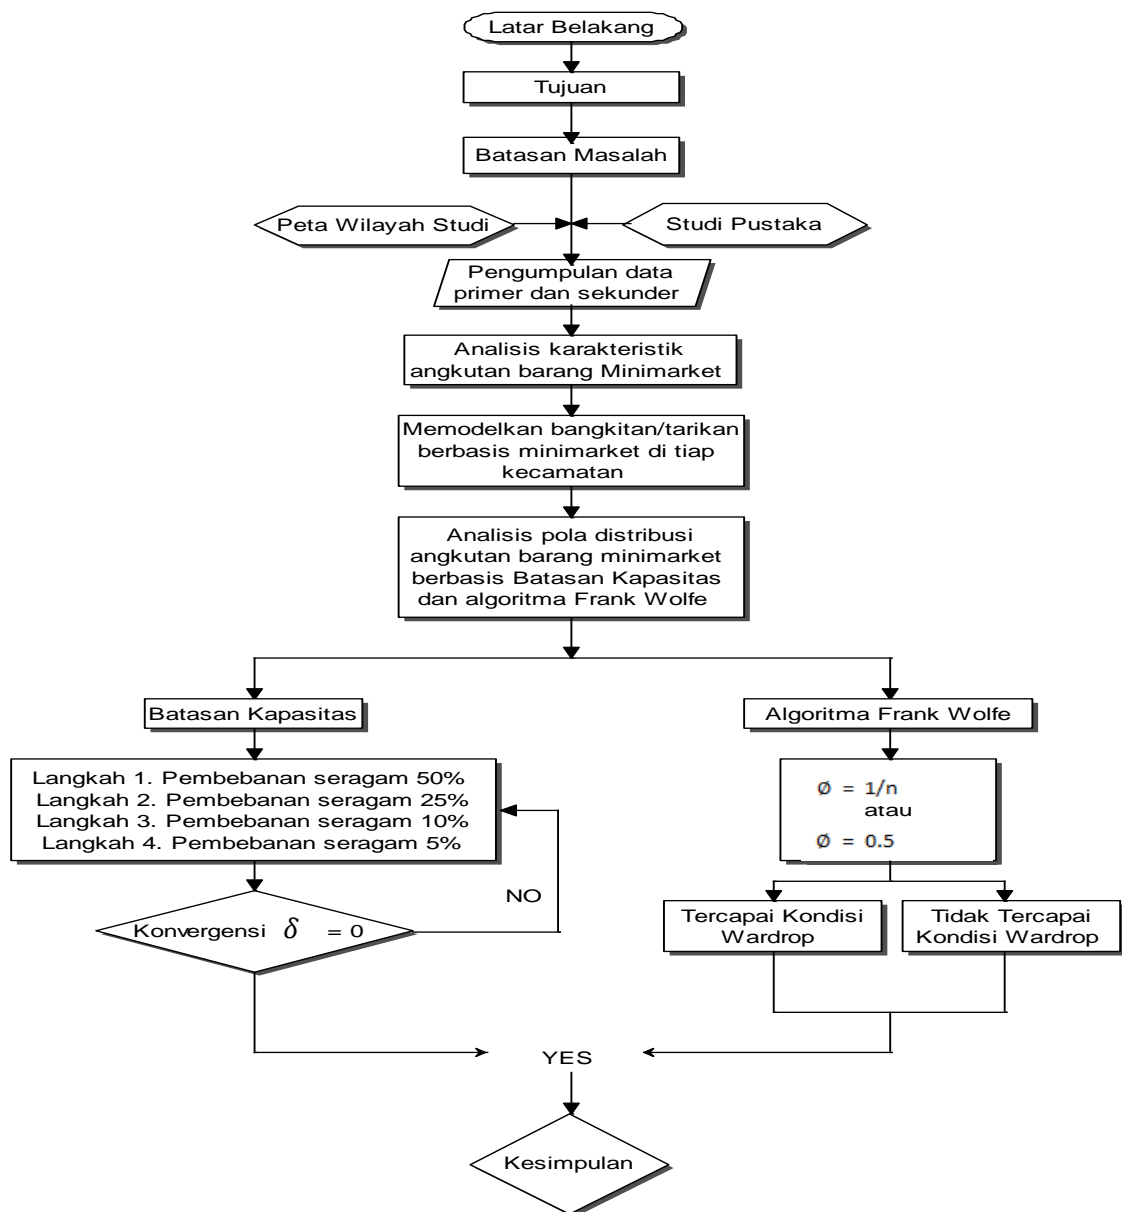 Latar Belakang
Tujuan
Batasan Masalah
Peta Wilayah Studi
Studi Pustaka
Pengumpulan data
primer dan sekunder
Analisis karakteristik
angkutan barang Minimarket
Memodelkan bangkitan/tarikan
berbasis minimarket di tiap
kecamatan
Analisis pola distribusi
angkutan barang minimarket
berbasis Batasan Kapasitas
dan algoritma Frank Wolfe
Batasan Kapasitas
Algoritma Frank Wolfe
Langkah 1. Pembebanan seragam 50%
Langkah 2. Pembebanan seragam 25%
Langkah 3. Pembebanan seragam 10%
Langkah 4. Pembebanan seragam 5%
Ø = 1/n
atau
Ø = 0.5
NO
Konvergensi δ = 0
Tercapai Kondisi
Wardrop
Tidak Tercapai
Kondisi Wardrop
YES
Kesimpulan